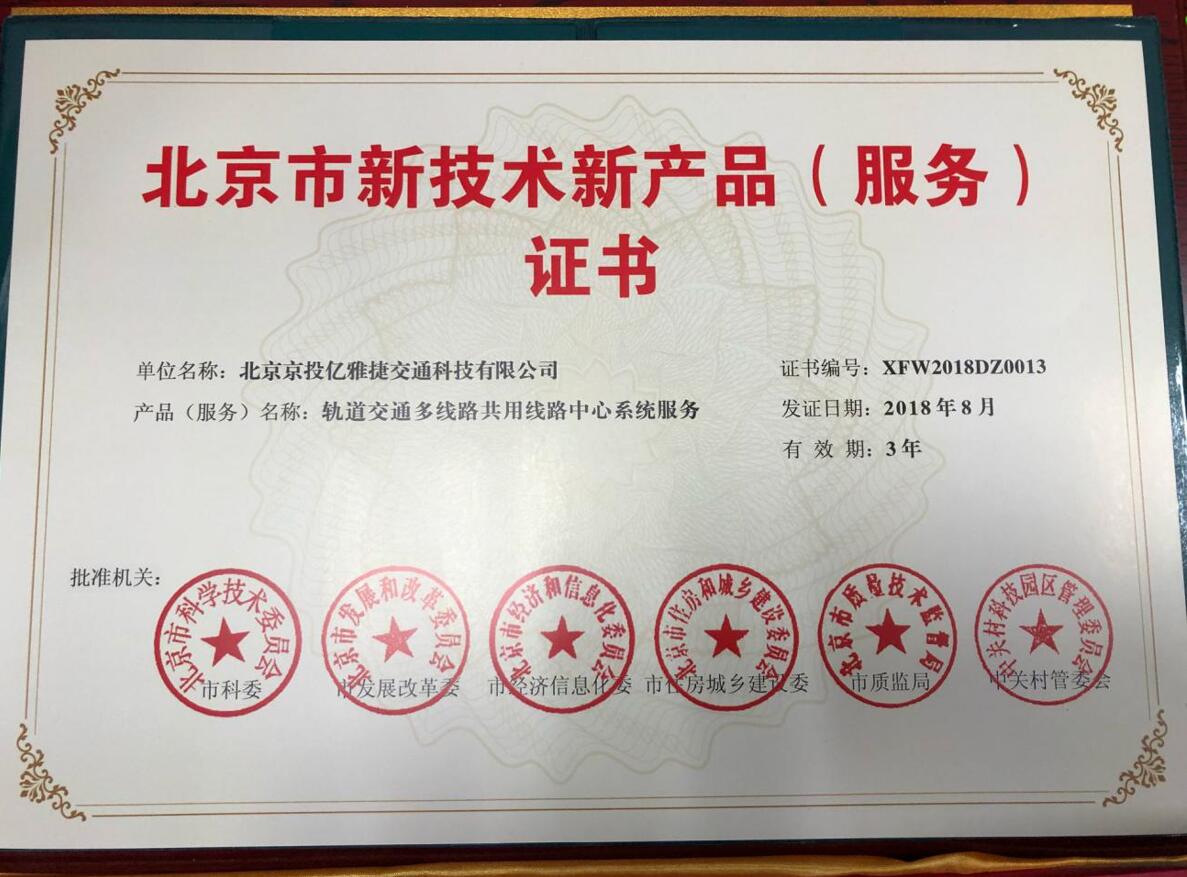 北京市新技术新产品（服务）
证书
单位名称：北京京投亿雅捷交通科技有限公司
证书编号：XFW2018DZ0013
产品（服务）名称：轨道交通多线路共用线路中心系统服务
发证日期：2018年8月
有 效 期：3年
批准机关：
北京市科学技术委员会
北京市发展和改革委员会
北京市经济和信息化委员会
北京市住房和城乡建设委员会
北京市质量技术监督局
中关村科技园区管理委员会
市科委
市发展改革委
市经济信息化委
市住房城乡建设委
市质监局
中关村管委会